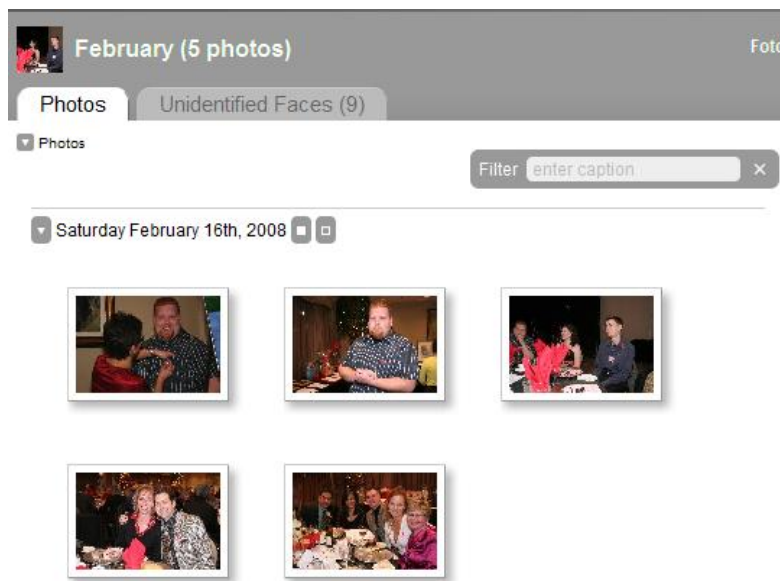 February (5 photos)
Foto
Photos
Unidentified Faces (9)
Photos
Filter enter caption
Saturday February 16th, 2008